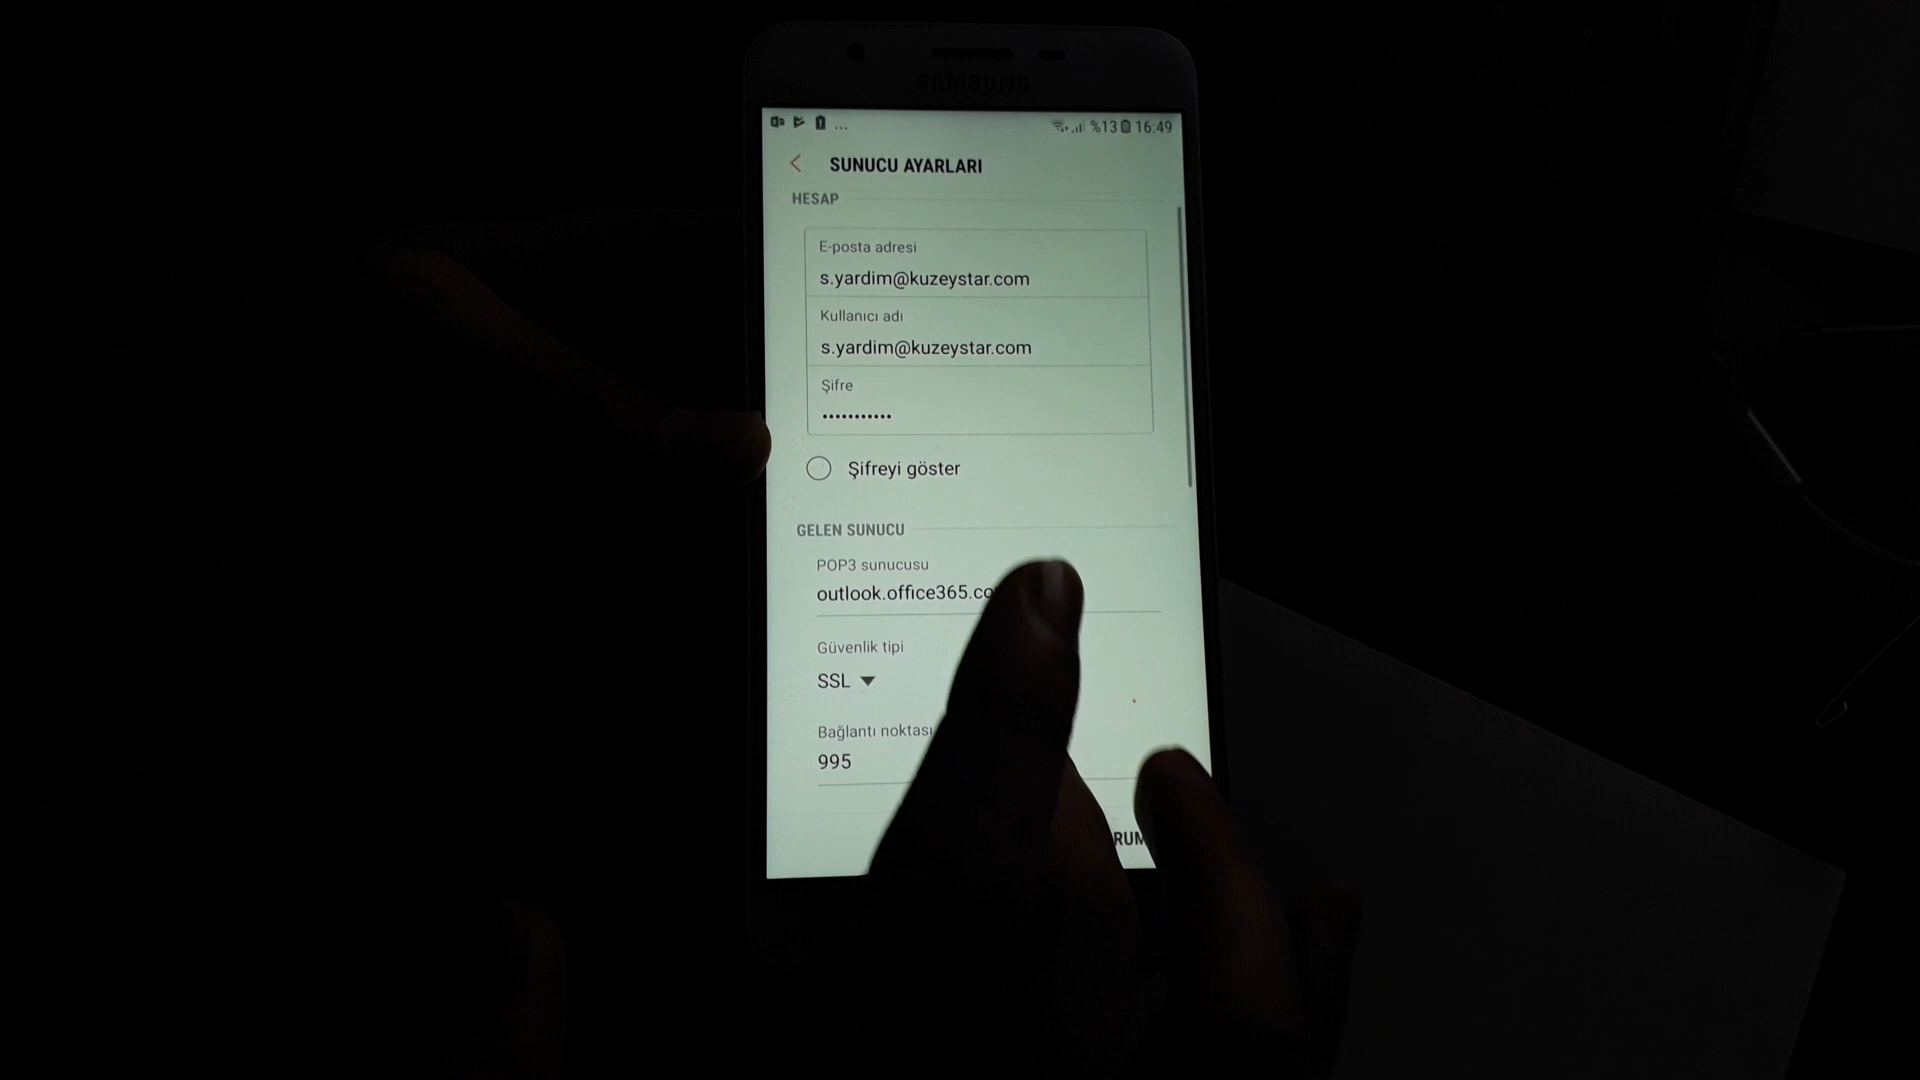 SAMSUNG
... %13 16:49
SUNUCU AYARLARI
HESAP
E-posta adresi
s.yardim@kuzeystar.com
Kullanıcı adı
s.yardim@kuzeystar.com
Şifre
•••••••••••
Şifreyi göster
GELEN SUNUCU
POP3 sunucusu
outlook.office365.co
Güvenlik tipi
SSL
Bağlantı noktası
995